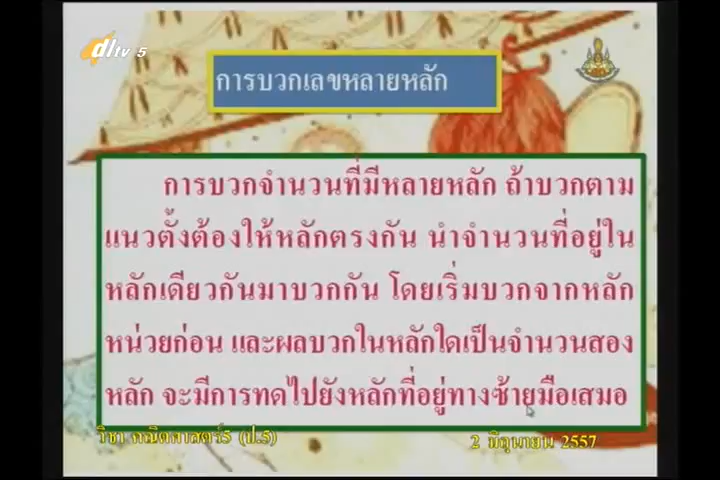 dltv 5
การบวกเลขหลายหลัก
การบวกจำนวนที่มีหลายหลัก ถ้าบวกตาม
แนวตั้งต้องให้หลักตรงกัน นำจำนวนที่อยู่ใน
หลักเดียวกันมาบวกกัน โดยเริ่มบวกจากหลัก
หน่วยก่อน และผลบวกในหลักใดเป็นจำนวนสอง
หลัก จะมีการทดไปยังหลักที่อยู่ทางซ้ายมือเสมอ
วิชา คณิตศาสตร์5 (ป.5)
2 มิถุนายน 2557